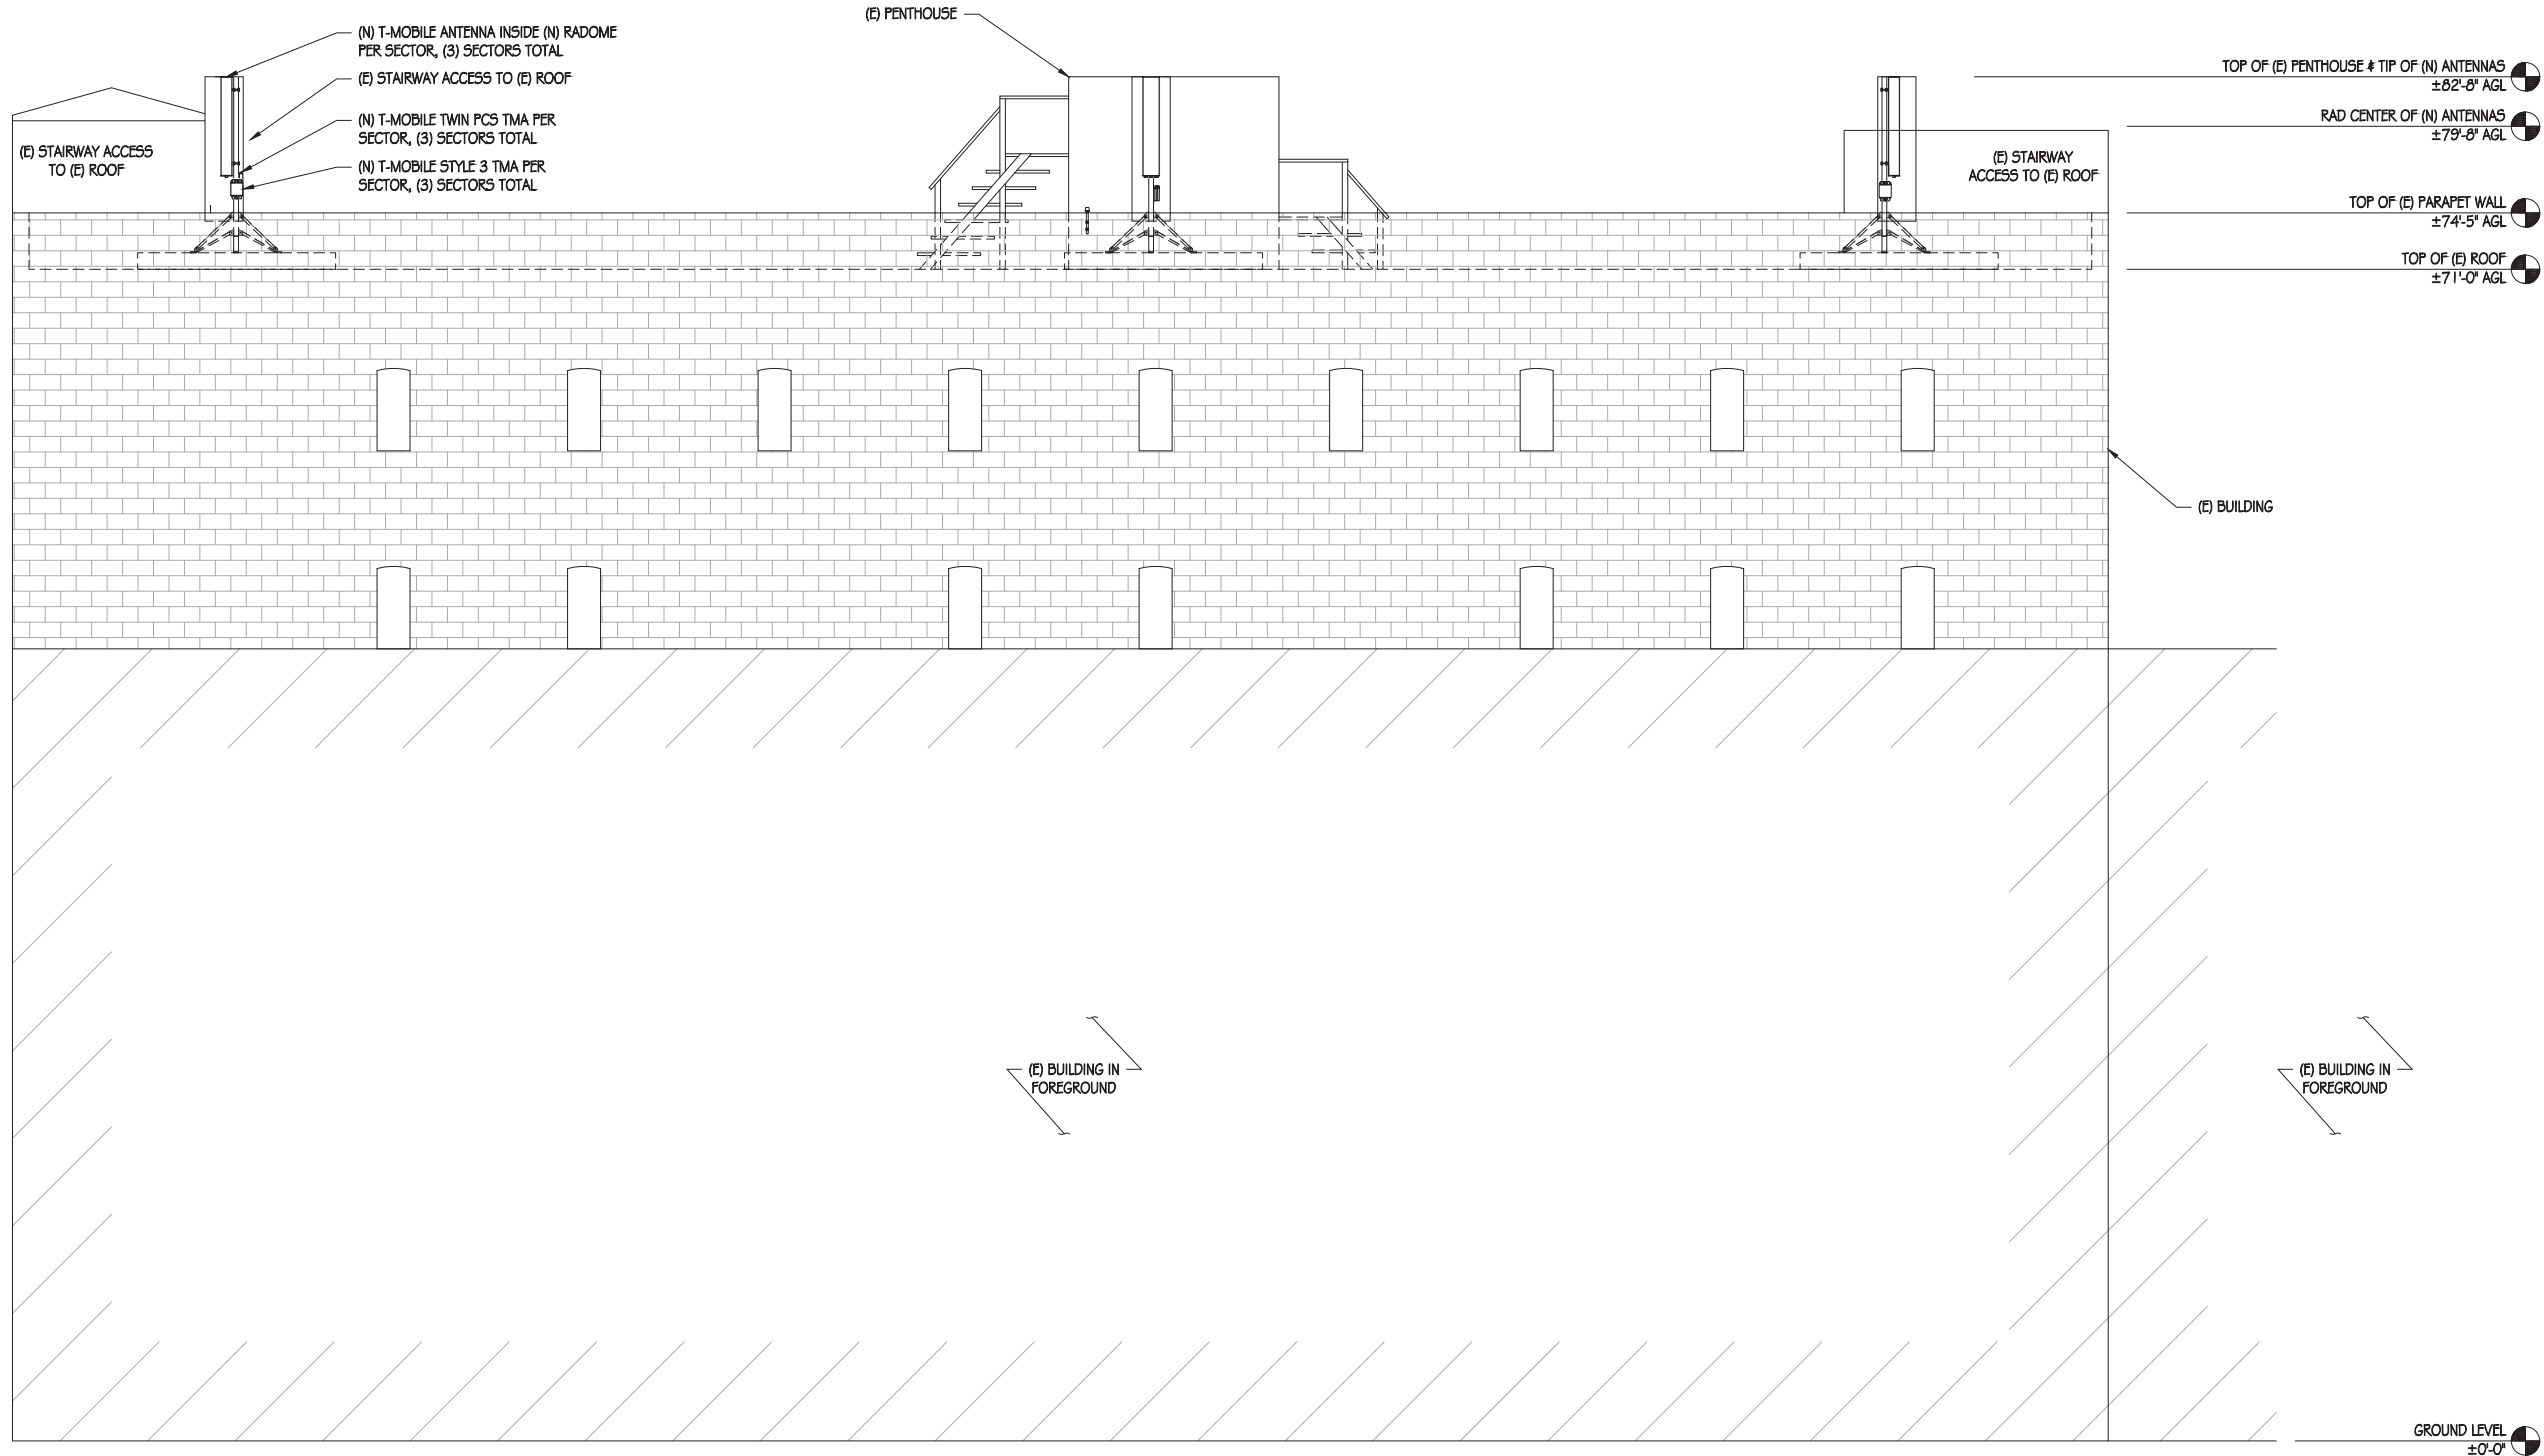 (E) PENTHOUSE
(N) T-MOBILE ANTENNA INSIDE (N) RADOME
PER SECTOR, (3) SECTORS TOTAL
(E) STAIRWAY ACCESS TO (E) ROOF
(N) T-MOBILE TWIN PCS TMA PER
SECTOR, (3) SECTORS TOTAL
(N) T-MOBILE STYLE 3 TMA PER
SECTOR, (3) SECTORS TOTAL
(E) STAIRWAY ACCESS
TO (E) ROOF
(E) STAIRWAY
ACCESS TO (E) ROOF
TOP OF (E) PENTHOUSE & TIP OF (N) ANTENNAS
±82'-8" AGL
RAD CENTER OF (N) ANTENNAS
±79'-8" AGL
TOP OF (E) PARAPET WALL
±74'-5" AGL
TOP OF (E) ROOF
±71'-0" AGL
(E) BUILDING
(E) BUILDING IN
FOREGROUND
(E) BUILDING IN
FOREGROUND
GROUND LEVEL
±0'-0"